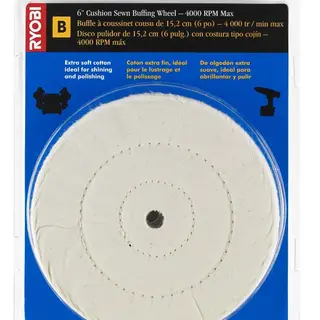 RYOBI
B
6" Cushion Sewn Buffing Wheel – 4000 RPM Max
Buffle à coussinet cousu de 15,2 cm (6 po) – 4 000 tr / min max
Disco pulidor de 15,2 cm (6 pulg.) con costura tipo cojín –
4000 RPM máx
Extra soft cotton
ideal for shining
and polishing
Coton extra fin, idéal
pour le lustrage et
le polissage
De algodón extra
suave, ideal para
abrillantar y pulir